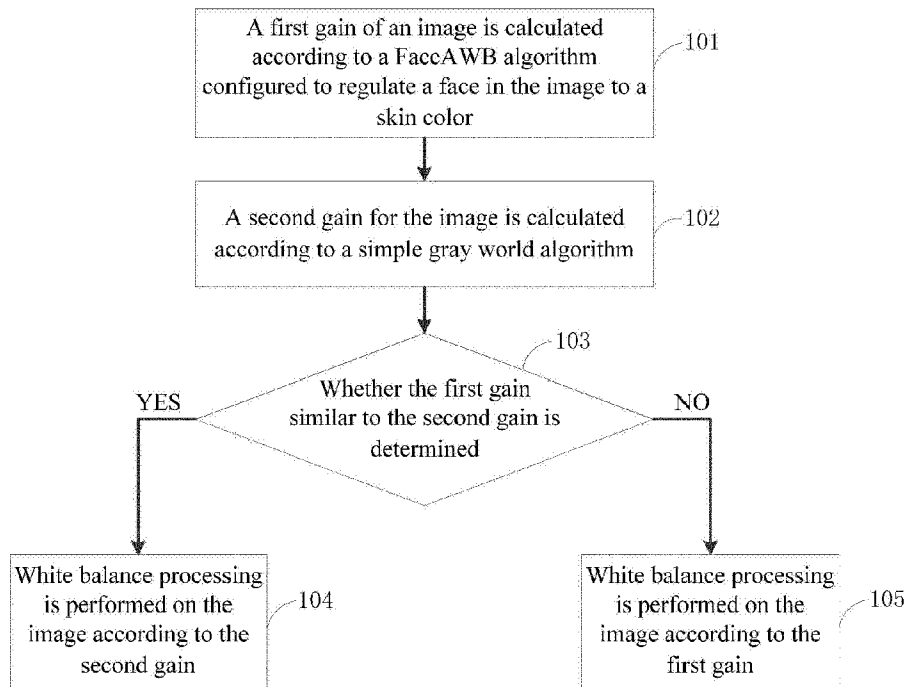 A first gain of an image is calculated
according to a FaceAWB algorithm
configured to regulate a face in the image to a
skin color
101
A second gain for the image is calculated
according to a simple gray world algorithm
102
103
Whether the first gain
similar to the second gain is
determined
YES
NO
White balance processing
is performed on the
image according to the
second gain
104
White balance processing
is performed on the
image according to the
first gain
105